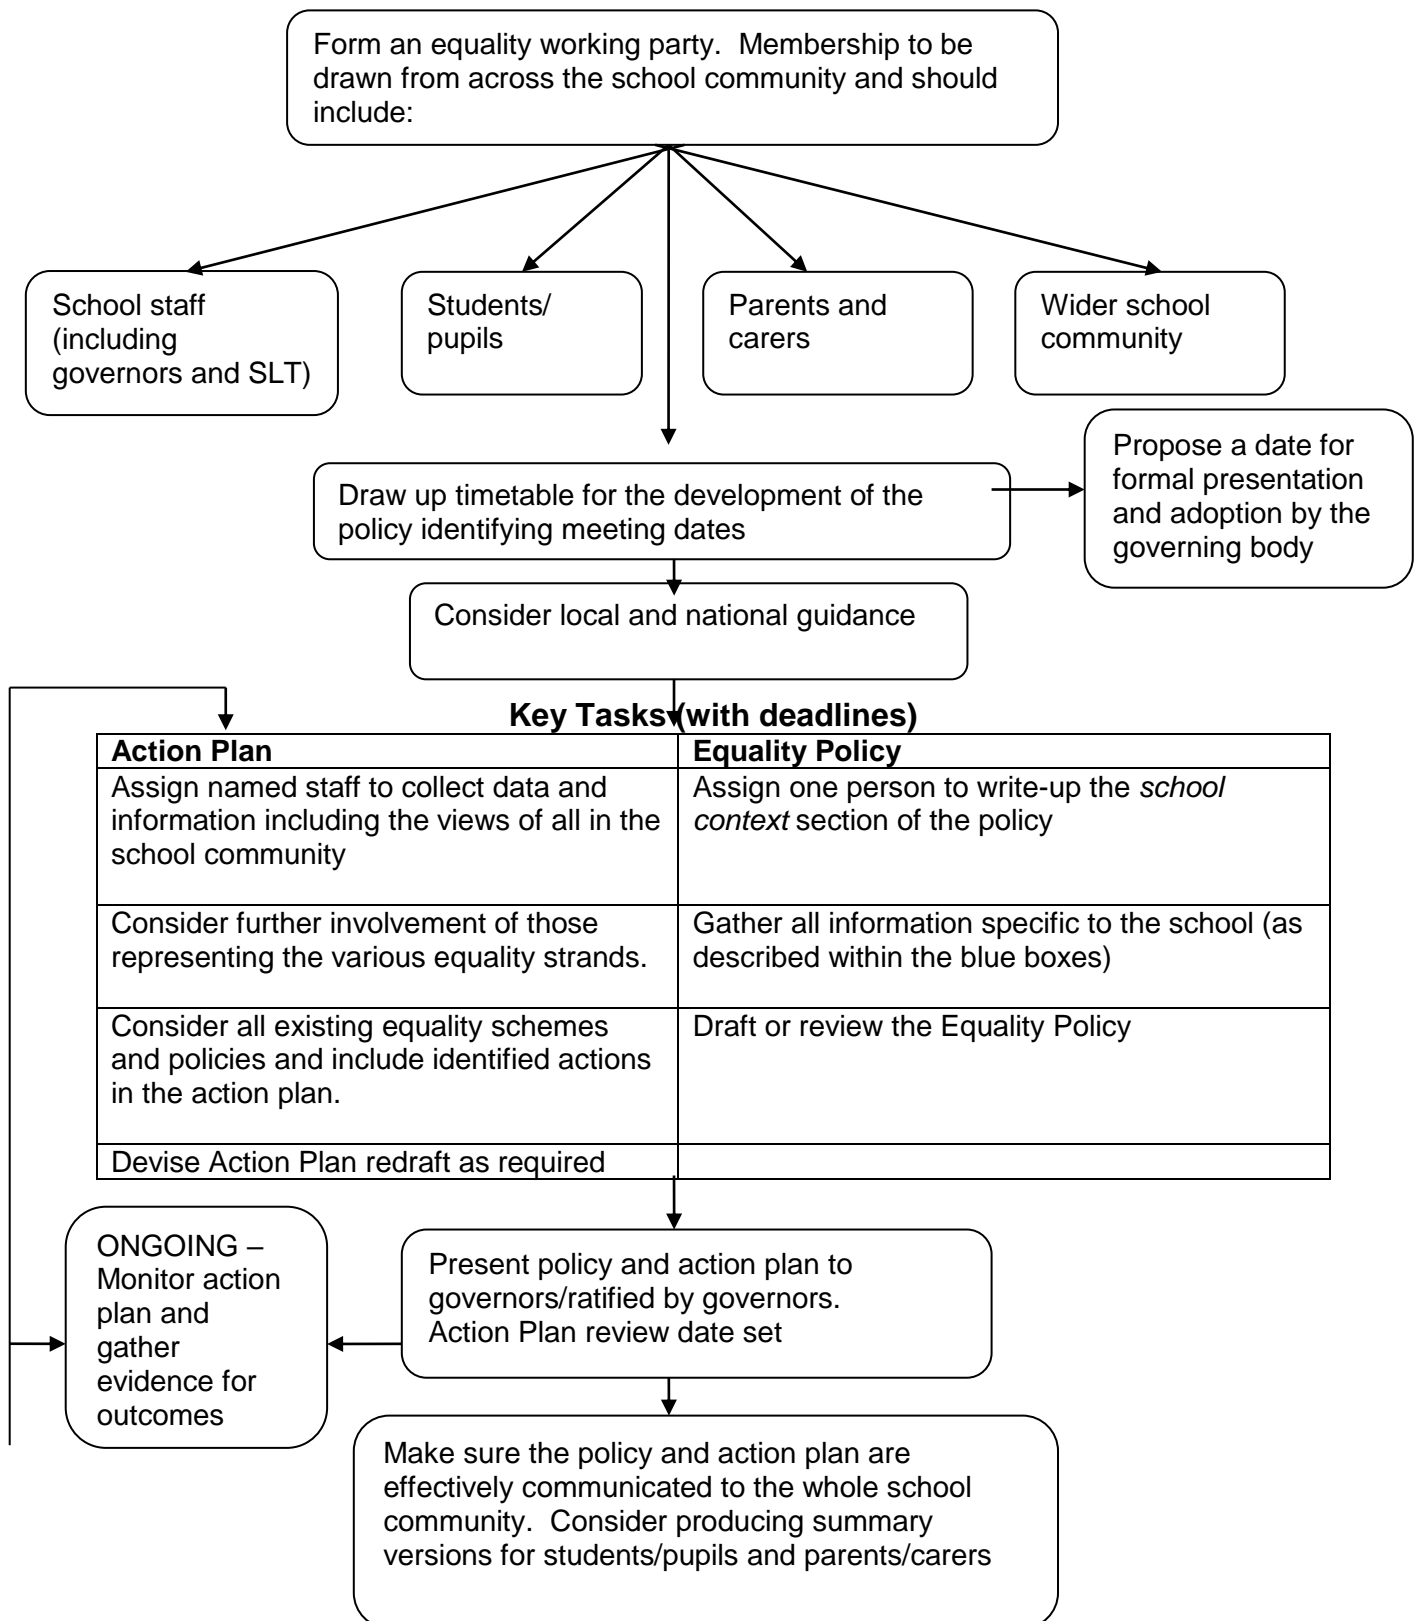 Form an equality working party.  Membership to be
drawn from across the school community and should
include:
School staff
(including
governors and SLT)
Students/
pupils
Parents and
carers
Wider school
community
Propose a date for
formal presentation
and adoption by the
governing body
Draw up timetable for the development of the
policy identifying meeting dates
Consider local and national guidance
Key Tasks (with deadlines)
Action Plan
Equality Policy
Assign named staff to collect data and
information including the views of all in the
school community
Assign one person to write-up the school
context section of the policy
Consider further involvement of those
representing the various equality strands.
Gather all information specific to the school (as
described within the blue boxes)
Consider all existing equality schemes
and policies and include identified actions
in the action plan.
Draft or review the Equality Policy
Devise Action Plan redraft as required
ONGOING –
Monitor action
plan and
gather
evidence for
outcomes
Present policy and action plan to
governors/ratified by governors.
Action Plan review date set
Make sure the policy and action plan are
effectively communicated to the whole school
community.  Consider producing summary
versions for students/pupils and parents/carers